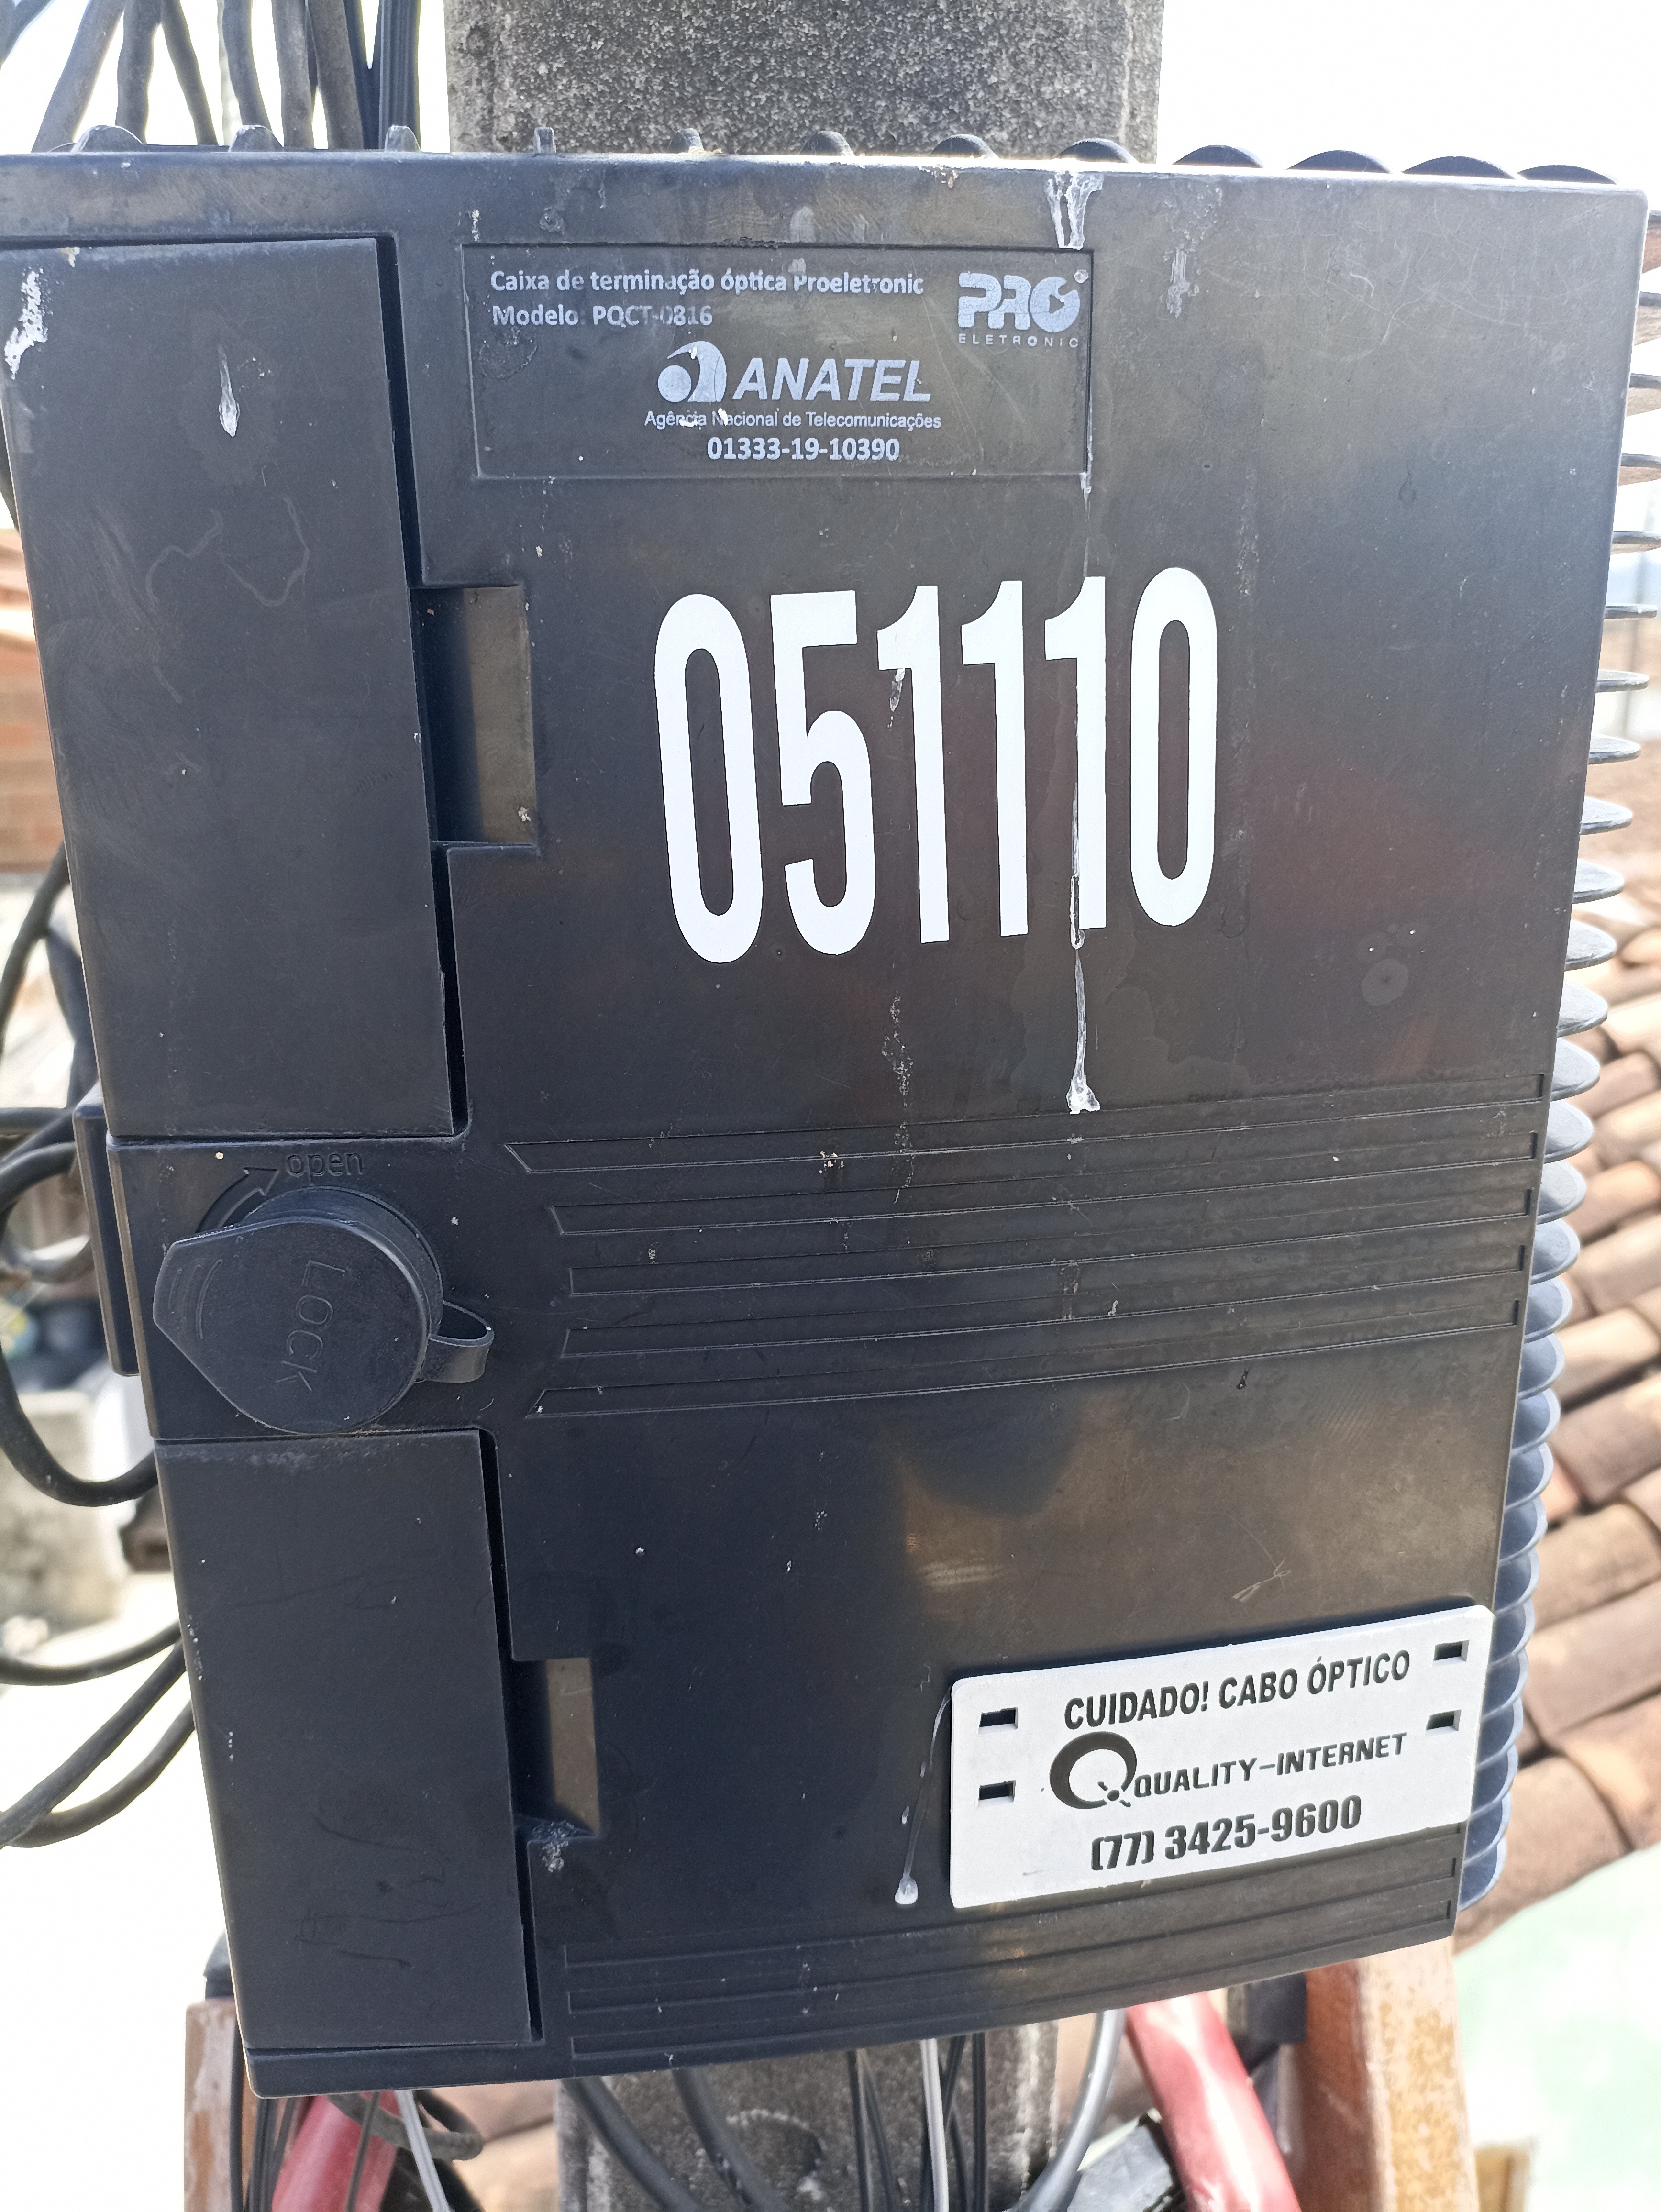 Caixa de terminação óptica Proeletronic
Modelo: PQCT-0816
PRO
ELETRONIC
ANATEL
Agência Nacional de Telecomunicações
01333-19-10390
051110
open
LOCK
CUIDADO! CABO ÓPTICO
QUALITY-INTERNET
(77) 3425-9600